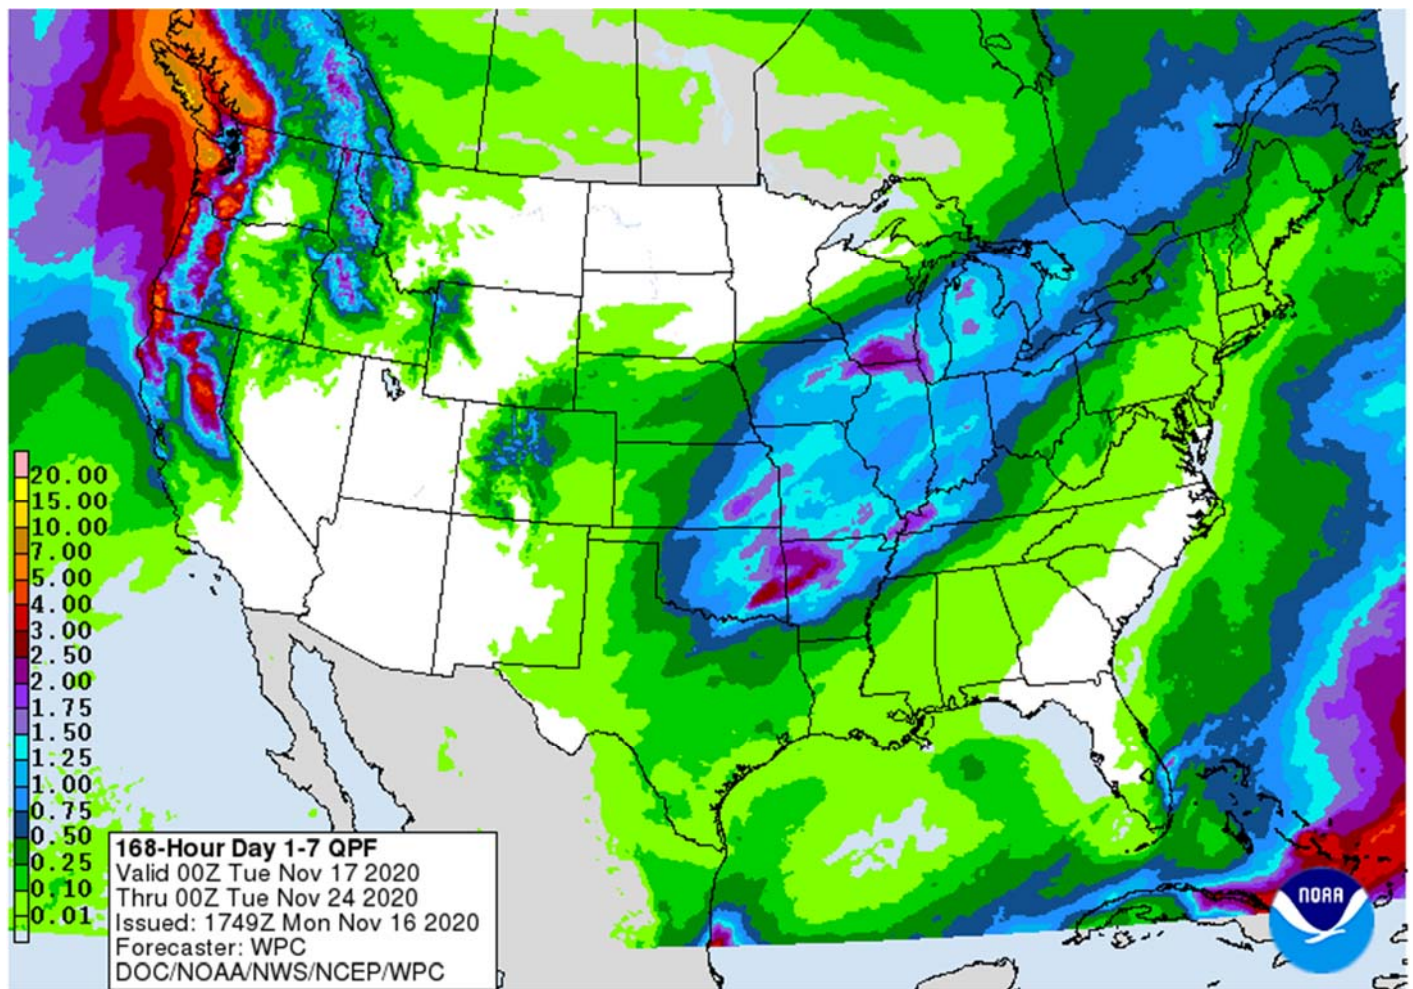 20.00
15.00
10.00
7.00
5.00
4.00
3.00
2.50
2.00
1.75
1.50
1.25
1.00
0.75
0.50
0.25
0.10
0.01
168-Hour Day 1-7 QPF
Valid 00Z Tue Nov 17 2020
Thru 00Z Tue Nov 24 2020
Issued: 1749Z Mon Nov 16 2020
Forecaster: WPC
DOC/NOAA/NWS/NCEP/WPC
NOAA